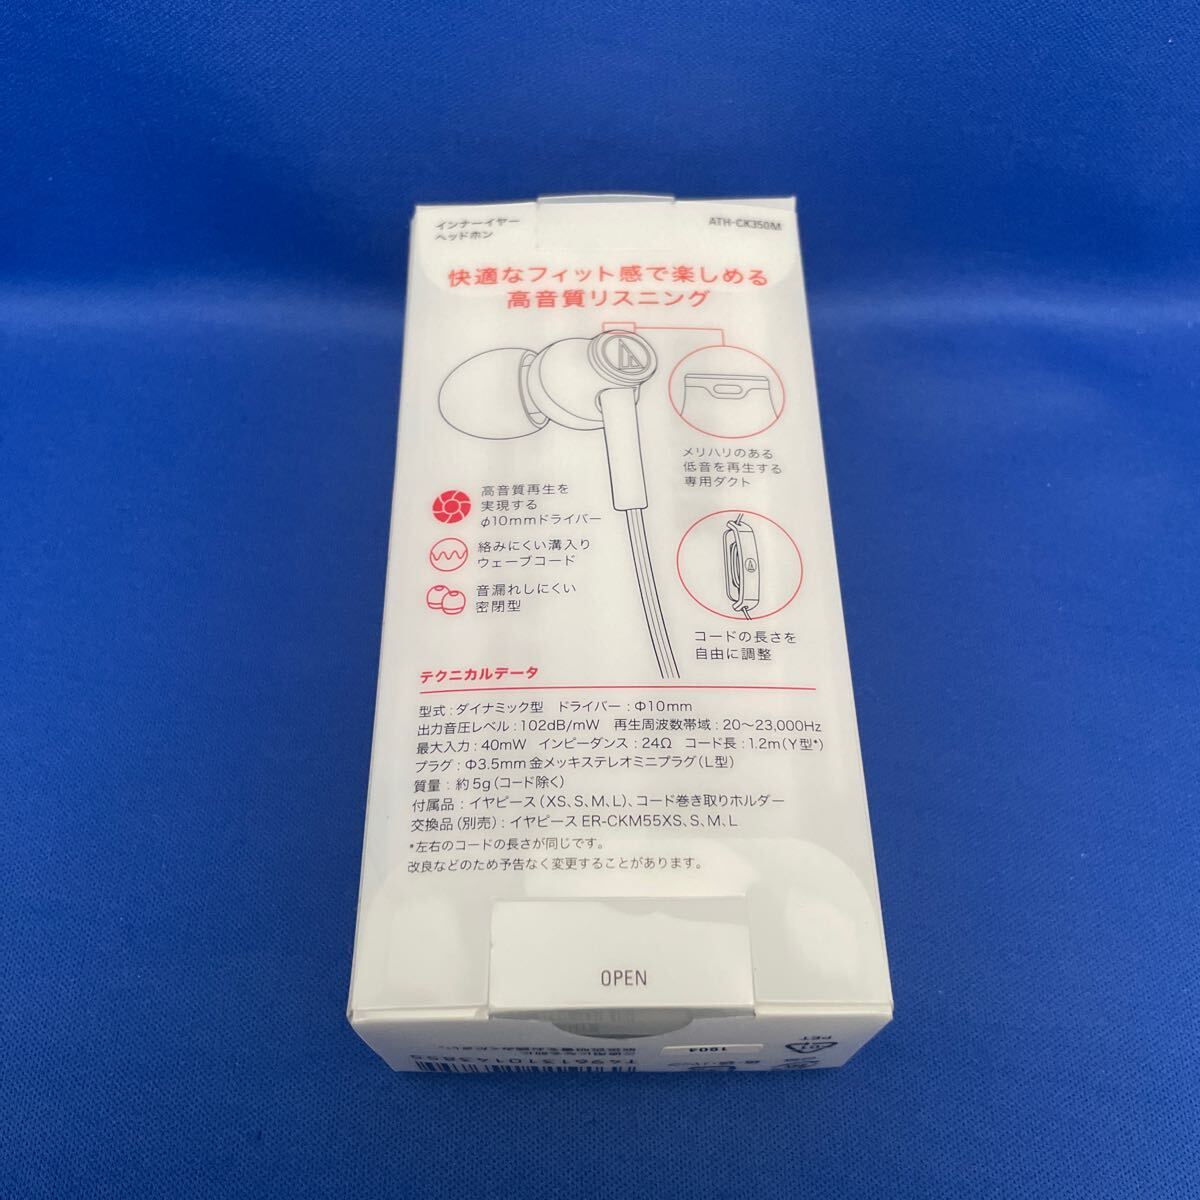 インナーイヤー
ヘッドホン
ATH-CK350M
快適なフィット感で楽しめる
高音質リスニング
メリハリのある
低音を再生する
専用ダクト
高音質再生を
実現する
φ10mmドライバー
絡みにくい溝入り
ウェーブコード
音漏れしにくい
密閉型
コードの長さを
自由に調整
テクニカルデータ
型式:ダイナミック型 ドライバー:Φ10mm
出力音圧レベル:102dB/mW 再生周波数帯域:20〜23,000Hz
最大入力:40mW インピーダンス:24Ω コード長:1.2m(Y型*)
プラグ:Φ3.5mm金メッキステレオミニプラグ(L型)
質量:約5g(コード除く)
付属品:イヤピース(XS、S、M、L)、コード巻き取りホルダー
交換品(別売):イヤピース ER-CKM55XS、S、M、L
*左右のコードの長さが同じです。
改良などのため予告なく変更することがあります。
OPEN
1904
PET